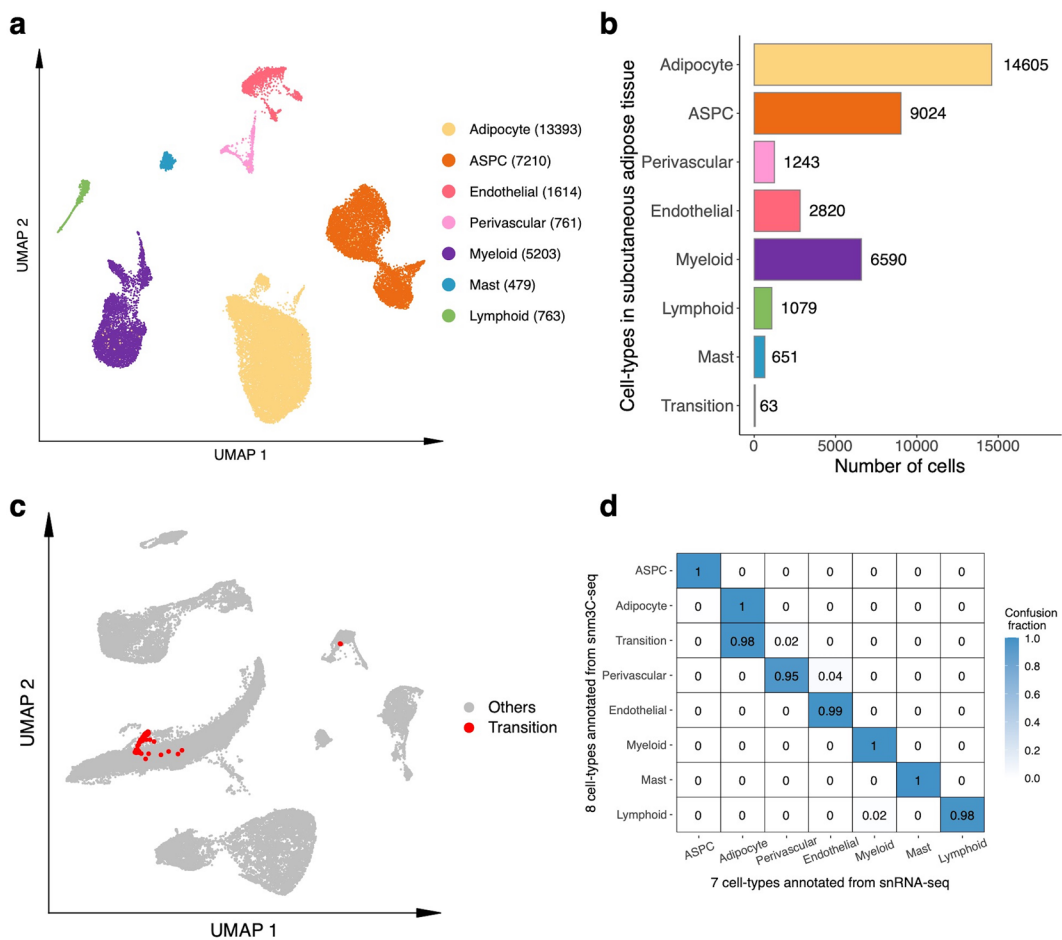 a
UMAP 2
UMAP 1
Adipocyte (13393)
ASPC (7210)
Endothelial (1614)
Perivascular (761)
Myeloid (5203)
Mast (479)
Lymphoid (763)
b
Cell-types in subcutaneous adipose tissue
Adipocyte 14605
ASPC 9024
Perivascular 1243
Endothelial 2820
Myeloid 6590
Lymphoid 1079
Mast 651
Transition 63
0 5000 10000 15000
Number of cells
c
UMAP 2
UMAP 1
Others
Transition
d
8 cell-types annotated from snm3C-seq
ASPC 1 0 0 0 0 0 0
Adipocyte 0 1 0 0 0 0 0
Transition 0 0.98 0.02 0 0 0 0
Perivascular 0 0 0.95 0.04 0 0 0
Endothelial 0 0 0 0.99 0 0 0
Myeloid 0 0 0 0 1 0 0
Mast 0 0 0 0 0 1 0
Lymphoid 0 0 0 0 0.02 0 0.98
ASPC Adipocyte Perivascular Endothelial Myeloid Mast Lymphoid
7 cell-types annotated from snRNA-seq
Confusion
fraction
1.0
0.8
0.6
0.4
0.2
0.0